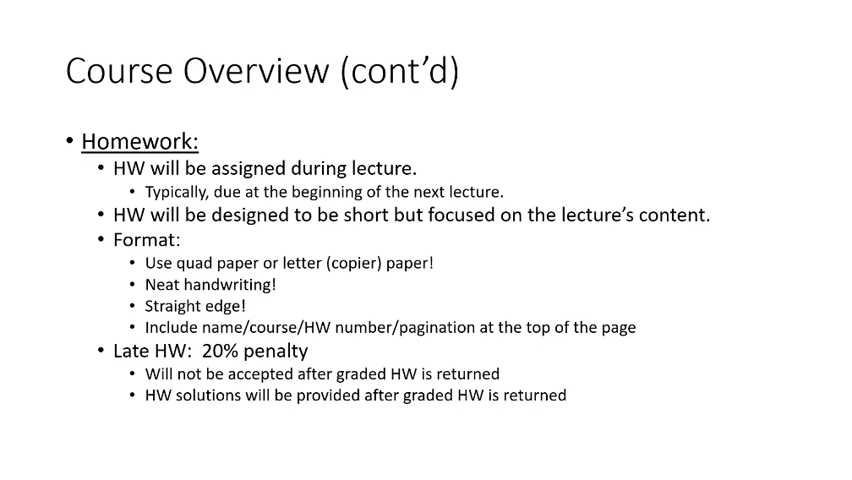 Course Overview (cont’d)
• Homework:
• HW will be assigned during lecture.
• Typically, due at the beginning of the next lecture.
• HW will be designed to be short but focused on the lecture’s content.
• Format:
• Use quad paper or letter (copier) paper!
• Neat handwriting!
• Straight edge!
• Include name/course/HW number/pagination at the top of the page
• Late HW: 20% penalty
• Will not be accepted after graded HW is returned
• HW solutions will be provided after graded HW is returned